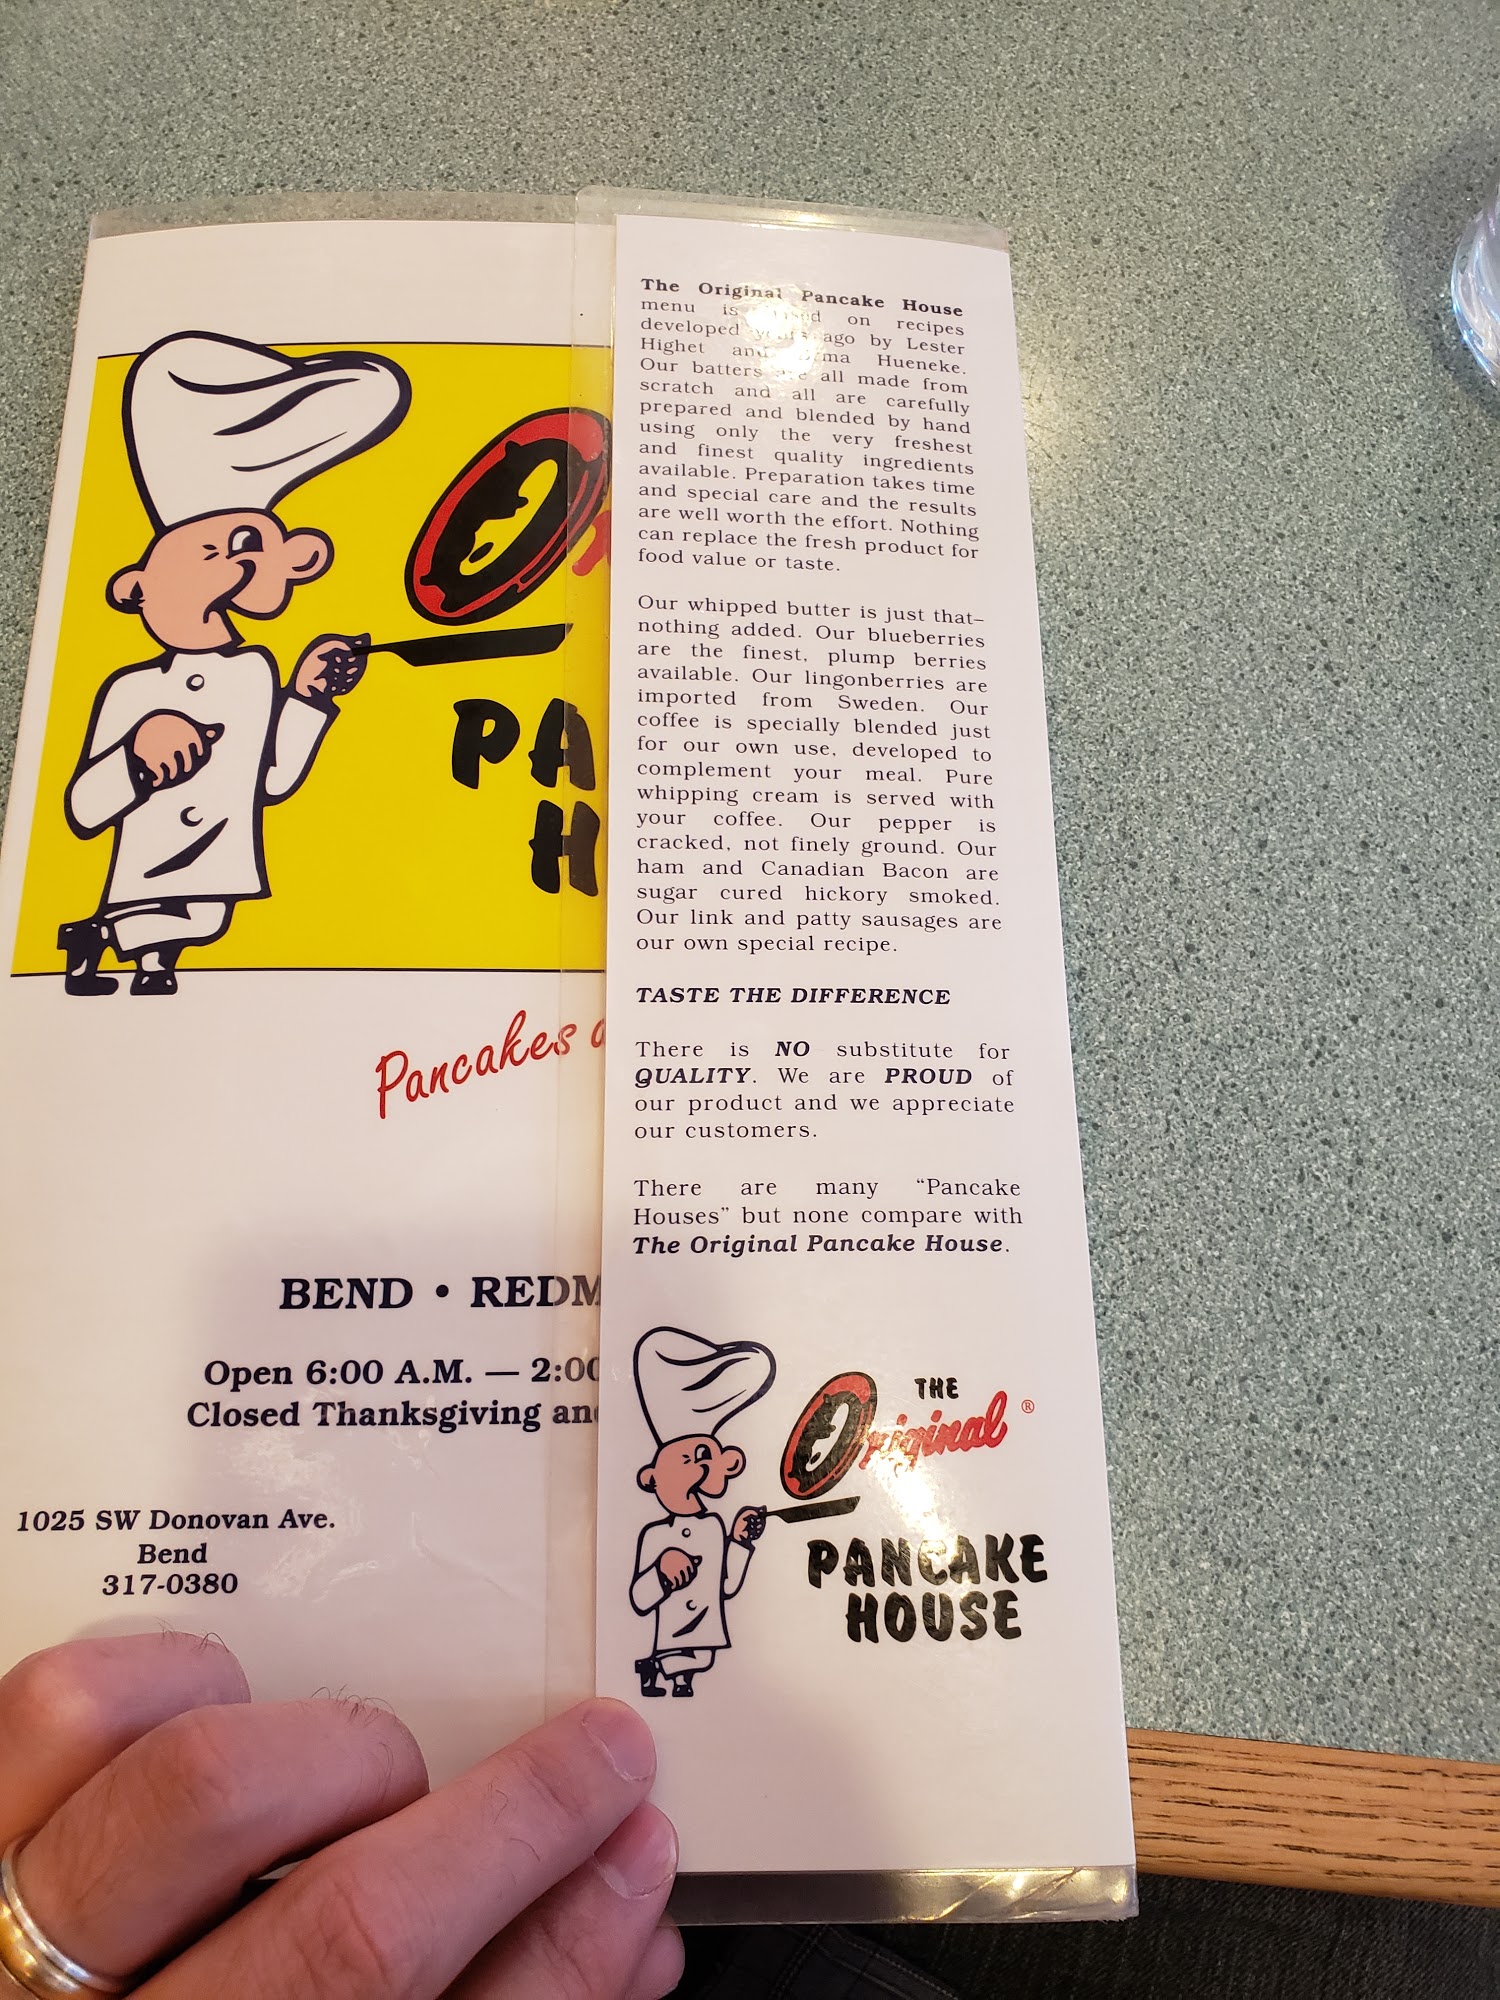 Original
PA
H
Pancakes
BEND • REDM
Open 6:00 A.M. — 2:00
Closed Thanksgiving an
1025 SW Donovan Ave.
Bend
317-0380
The Original Pancake House
menu is on recipes
developed ago by Lester
Highet and Hueneke.
Our batters all made from
scratch and all are carefully
prepared and blended by hand
using only the very freshest
and finest quality ingredients
available. Preparation takes time
and special care and the results
are well worth the effort. Nothing
can replace the fresh product for
food value or taste.
Our whipped butter is just that–
nothing added. Our blueberries
are the finest, plump berries
available. Our lingonberries are
imported from Sweden. Our
coffee is specially blended just
for our own use, developed to
complement your meal. Pure
whipping cream is served with
your coffee. Our pepper is
cracked, not finely ground. Our
ham and Canadian Bacon are
sugar cured hickory smoked.
Our link and patty sausages are
our own special recipe.
TASTE THE DIFFERENCE
There is NO substitute for
QUALITY. We are PROUD of
our product and we appreciate
our customers.
There are many “Pancake
Houses” but none compare with
The Original Pancake House.
THE
Original ®
PANCAKE
HOUSE